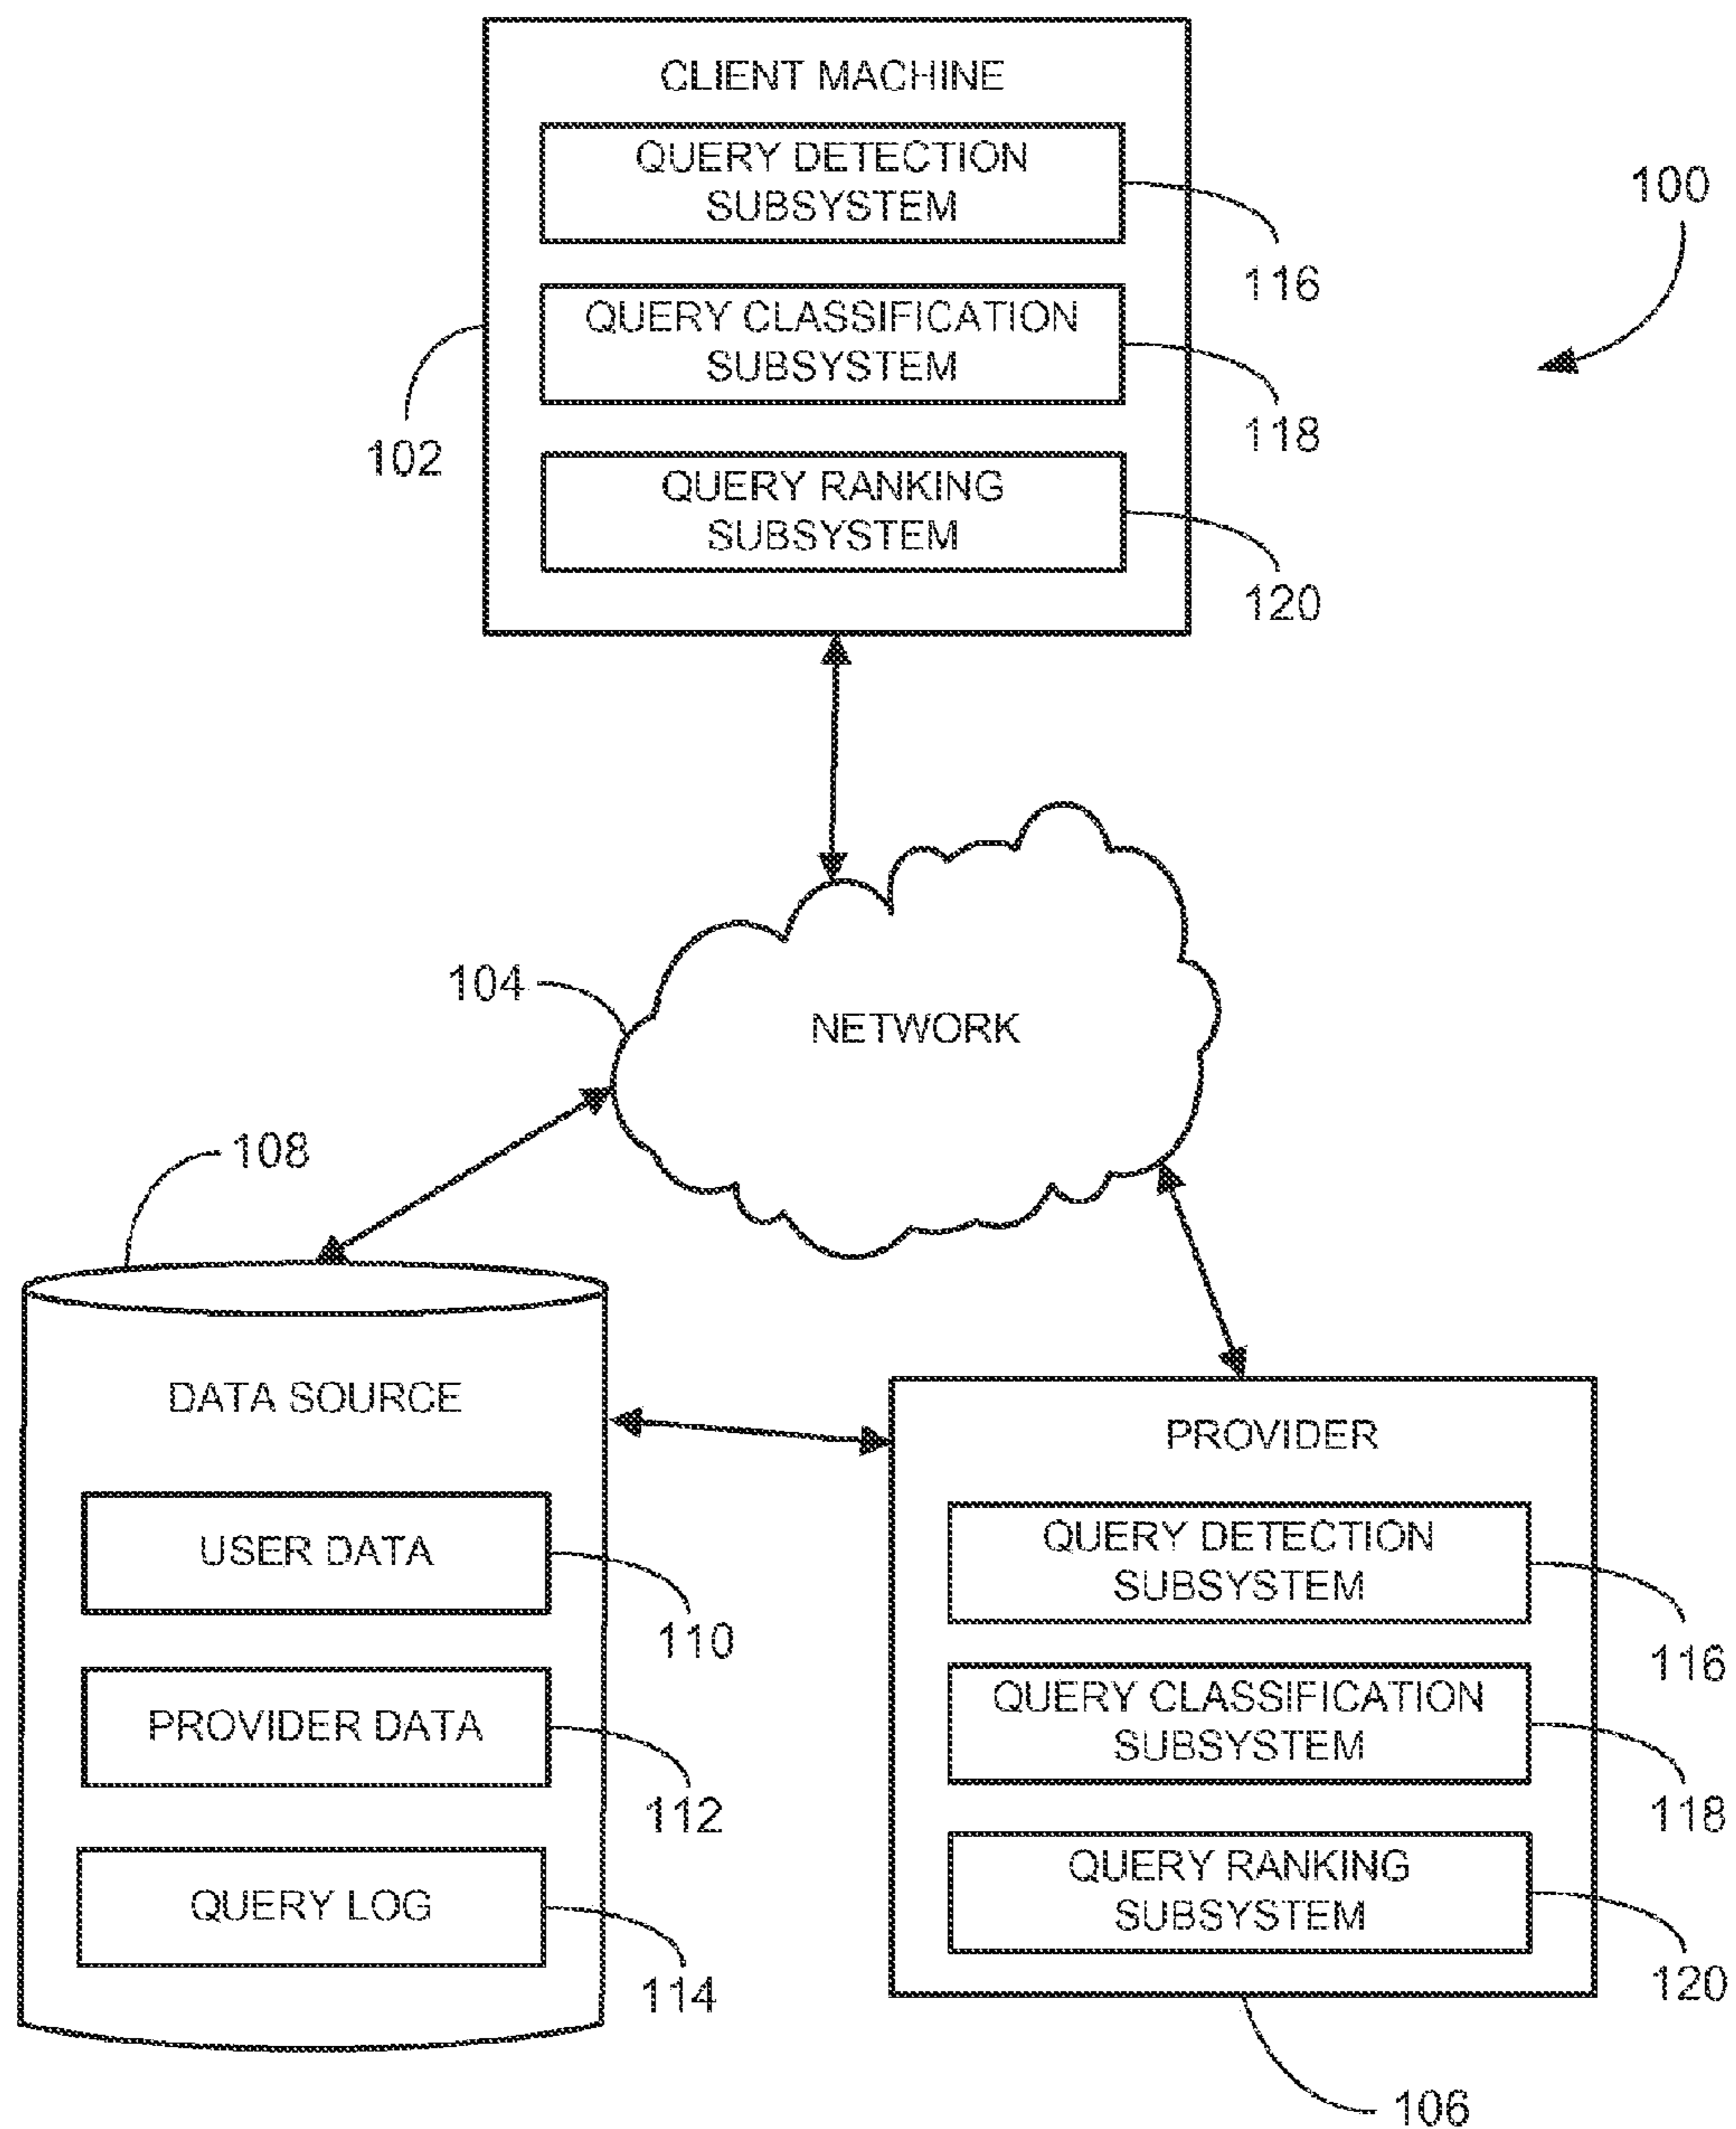 CLIENT MACHINE
QUERY DETECTION
SUBSYSTEM
100
116
QUERY CLASSIFICATION
SUBSYSTEM
118
102
QUERY RANKING
SUBSYSTEM
120
104
NETWORK
108
DATA SOURCE
USER DATA
110
PROVIDER DATA
112
QUERY LOG
114
PROVIDER
QUERY DETECTION
SUBSYSTEM
116
QUERY CLASSIFICATION
SUBSYSTEM
118
QUERY RANKING
SUBSYSTEM
120
106